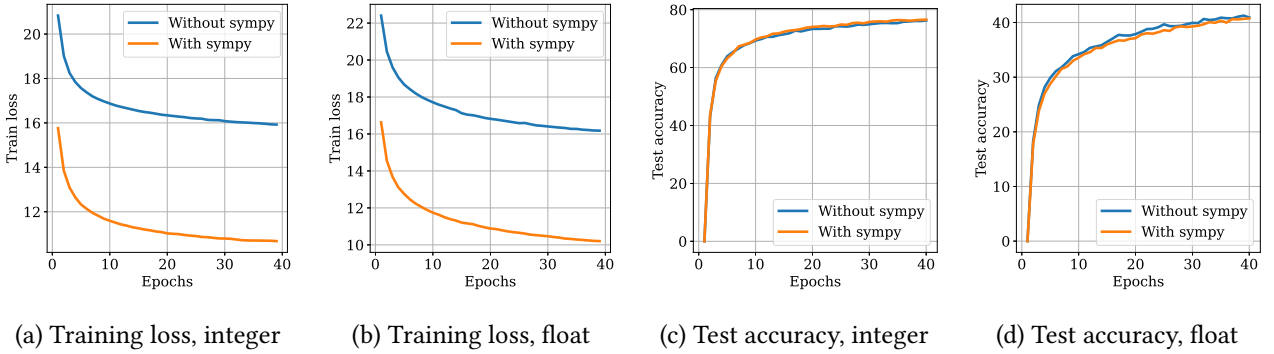 20
18
16
14
12
Train loss
0
10
20
30
40
Epochs
Without sympy
With sympy
(a) Training loss, integer
22
20
18
16
14
12
10
Train loss
0
10
20
30
40
Epochs
Without sympy
With sympy
(b) Training loss, float
80
60
40
20
0
Test accuracy
0
10
20
30
40
Epochs
Without sympy
With sympy
(c) Test accuracy, integer
40
30
20
10
0
Test accuracy
0
10
20
30
40
Epochs
Without sympy
With sympy
(d) Test accuracy, float